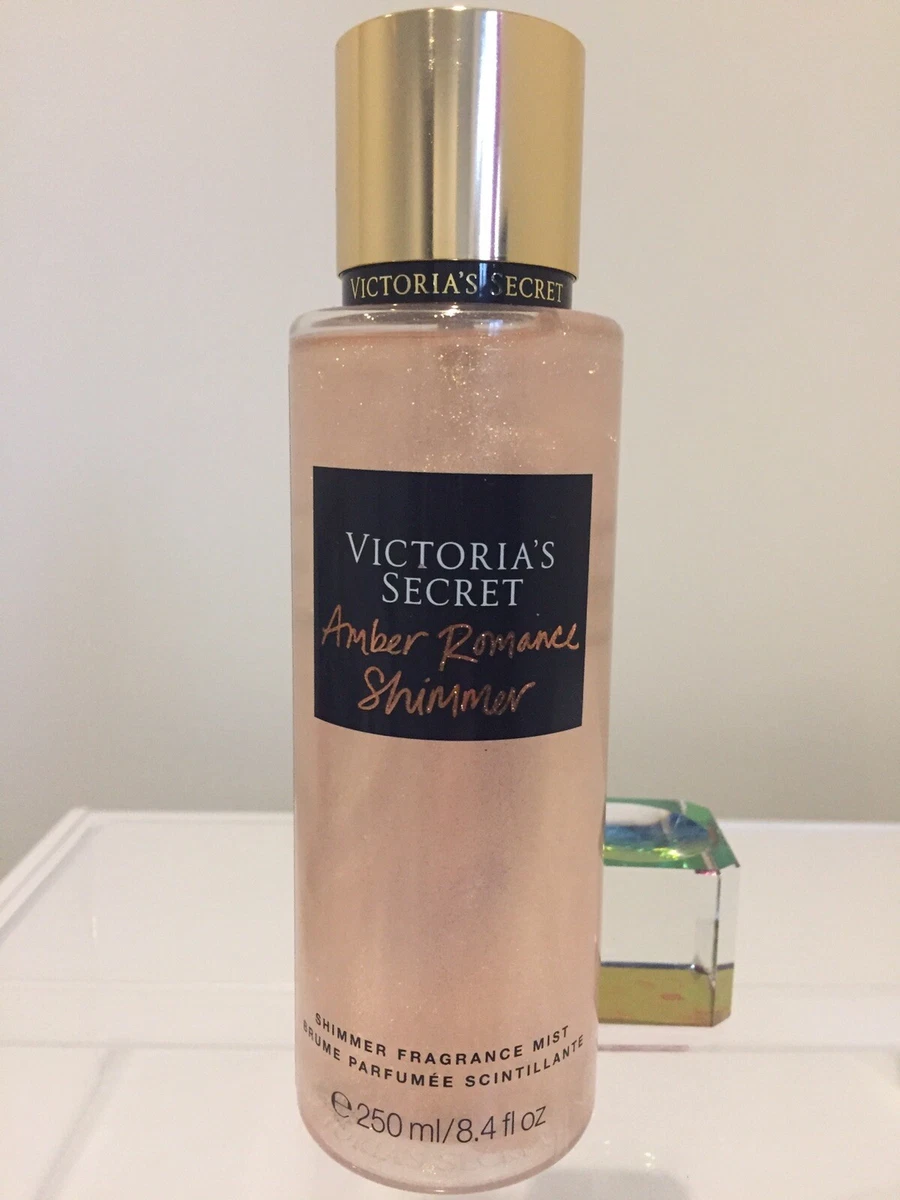 VICTORIA'S SECRET
VICTORIA'S
SECRET
Amber Romance
Shimmer
SHIMMER FRAGRANCE MIST
BRUME PARFUMÉE SCINTILLANTE
℮250 ml/8.4 fl oz